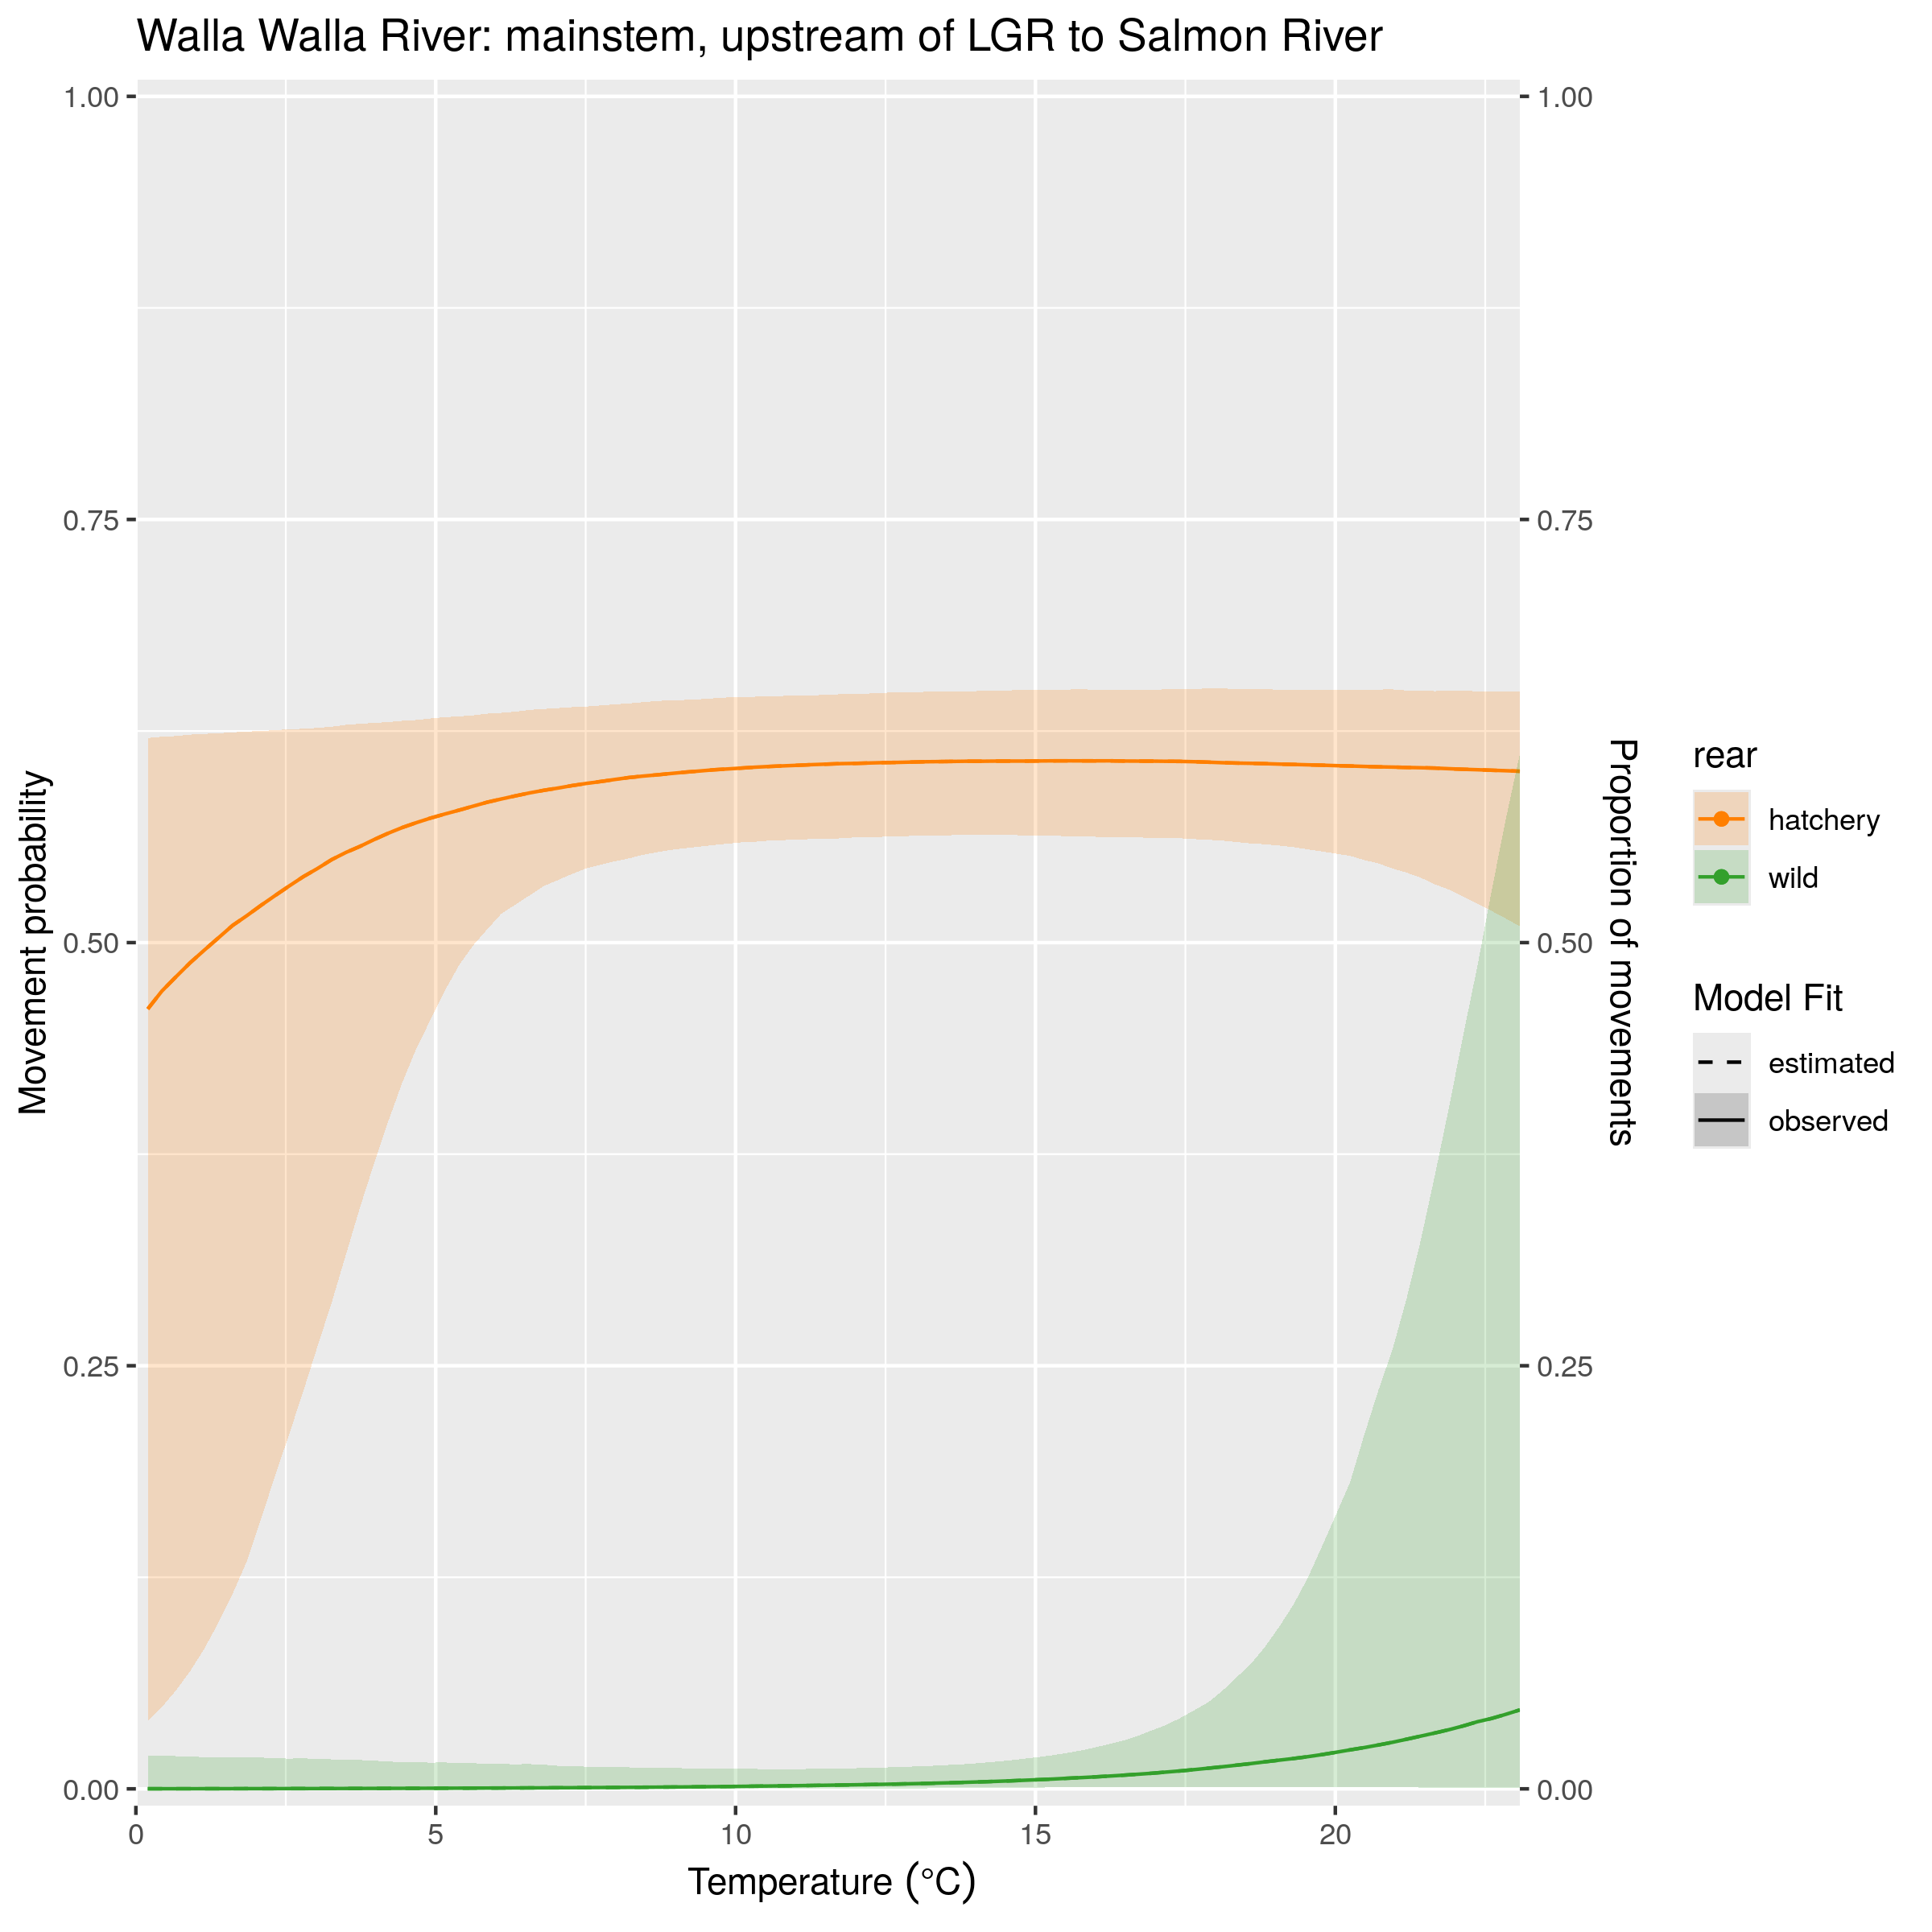 Walla Walla River: mainstem, upstream of LGR to Salmon River
Movement probability
1.00
0.75
0.50
0.25
0.00
0
5
10
15
20
Temperature (°C)
1.00
0.75
0.50
0.25
0.00
Proportion of movements
rear
hatchery
wild
Model Fit
estimated
observed